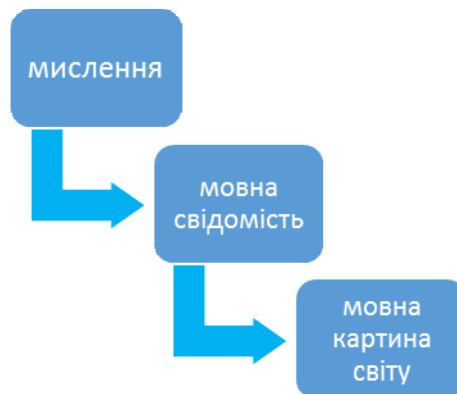 мислення
мовна
свідомість
мовна
картина
світу